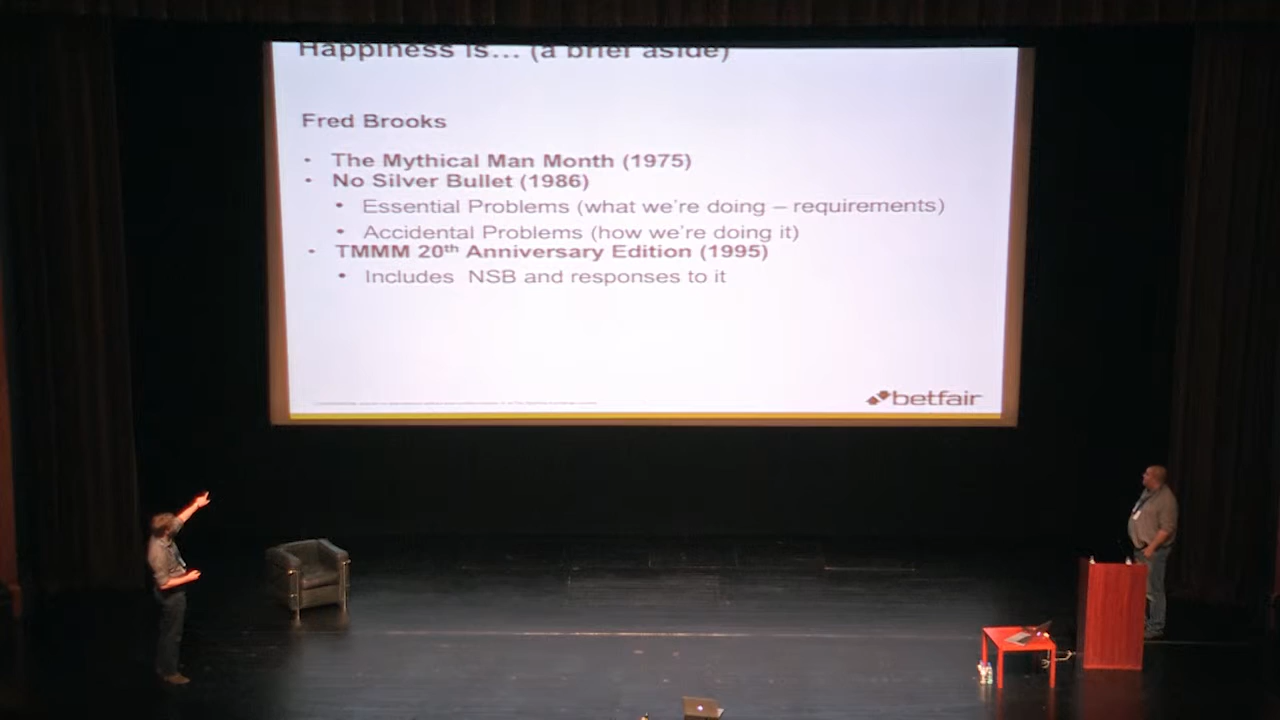 Happiness is... (a brief aside)
Fred Brooks
• The Mythical Man Month (1975)
• No Silver Bullet (1986)
• Essential Problems (what we're doing – requirements)
• Accidental Problems (how we're doing it)
• TMMM 20th Anniversary Edition (1995)
• Includes NSB and responses to it
betfair